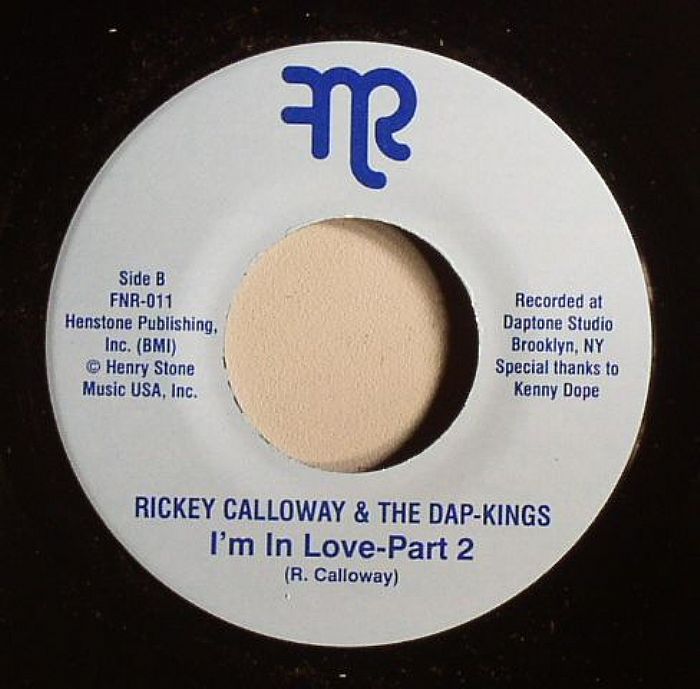 FNR
Side B
FNR-011
Henstone Publishing,
Inc. (BMI)
© Henry Stone
Music USA, Inc.
Recorded at
Daptone Studio
Brooklyn, NY
Special thanks to
Kenny Dope
RICKEY CALLOWAY & THE DAP-KINGS
I'm In Love-Part 2
(R. Calloway)